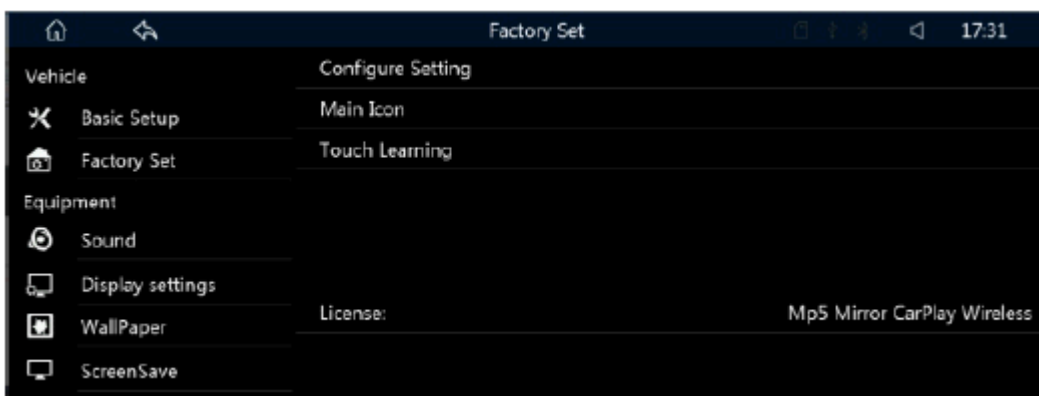 Factory Set 17:31
Vehicle
Basic Setup
Factory Set
Equipment
Sound
Display settings
WallPaper
ScreenSave
Configure Setting
Main Icon
Touch Learning
License: Mp5 Mirror CarPlay Wireless